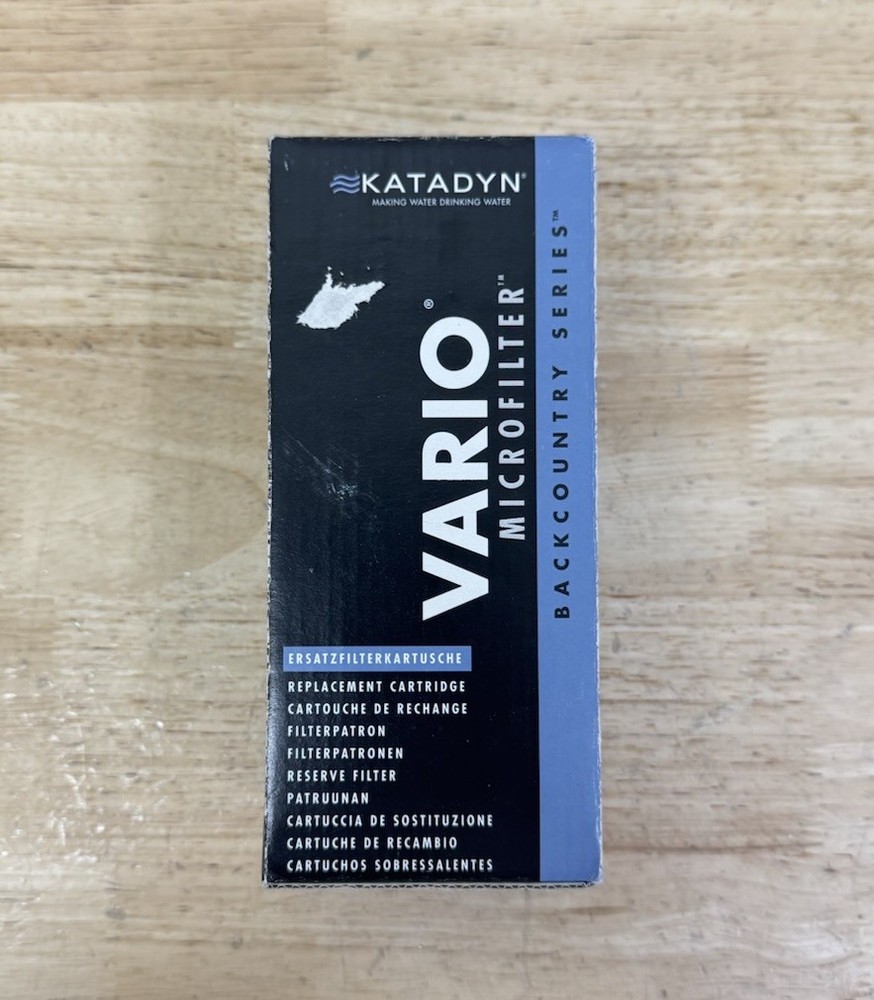 KATADYN®
MAKING WATER DRINKING WATER
VARIO®
MICROFILTER™
BACKCOUNTRY SERIES™
ERSATZFILTERKARTUSCHE
REPLACEMENT CARTRIDGE
CARTOUCHE DE RECHANGE
FILTERPATRON
FILTERPATRONEN
RESERVE FILTER
PATRUUNAN
CARTUCCIA DE SOSTITUZIONE
CARTUCHE DE RECAMBIO
CARTUCHOS SOBRESSALENTES